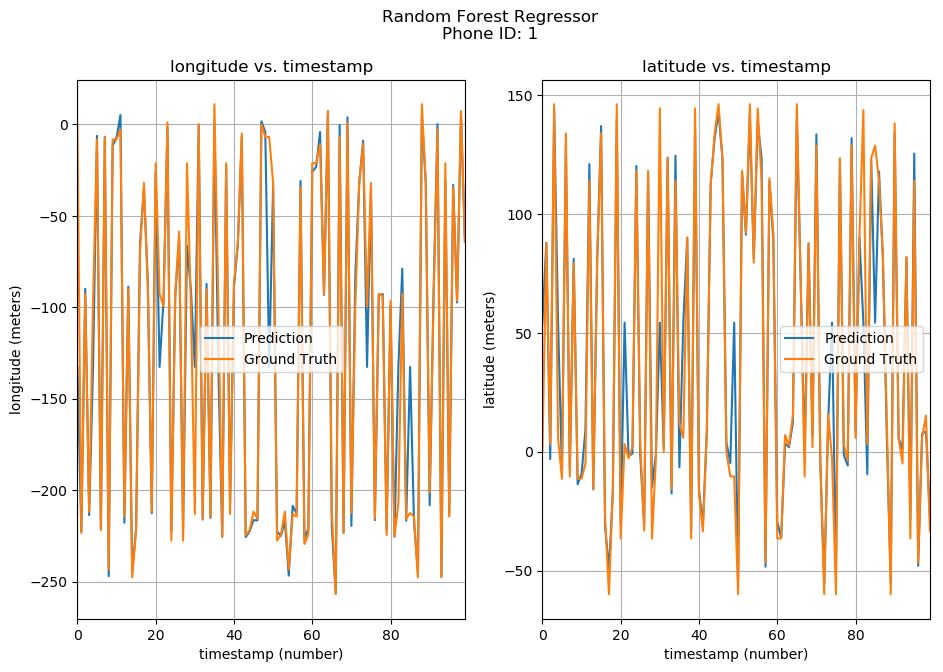 Random Forest Regressor
Phone ID: 1
longitude vs. timestamp
longitude (meters)
0
−50
−100
−150
−200
−250
0
20
40
60
80
timestamp (number)
Prediction
Ground Truth
latitude vs. timestamp
latitude (meters)
150
100
50
0
−50
0
20
40
60
80
timestamp (number)
Prediction
Ground Truth